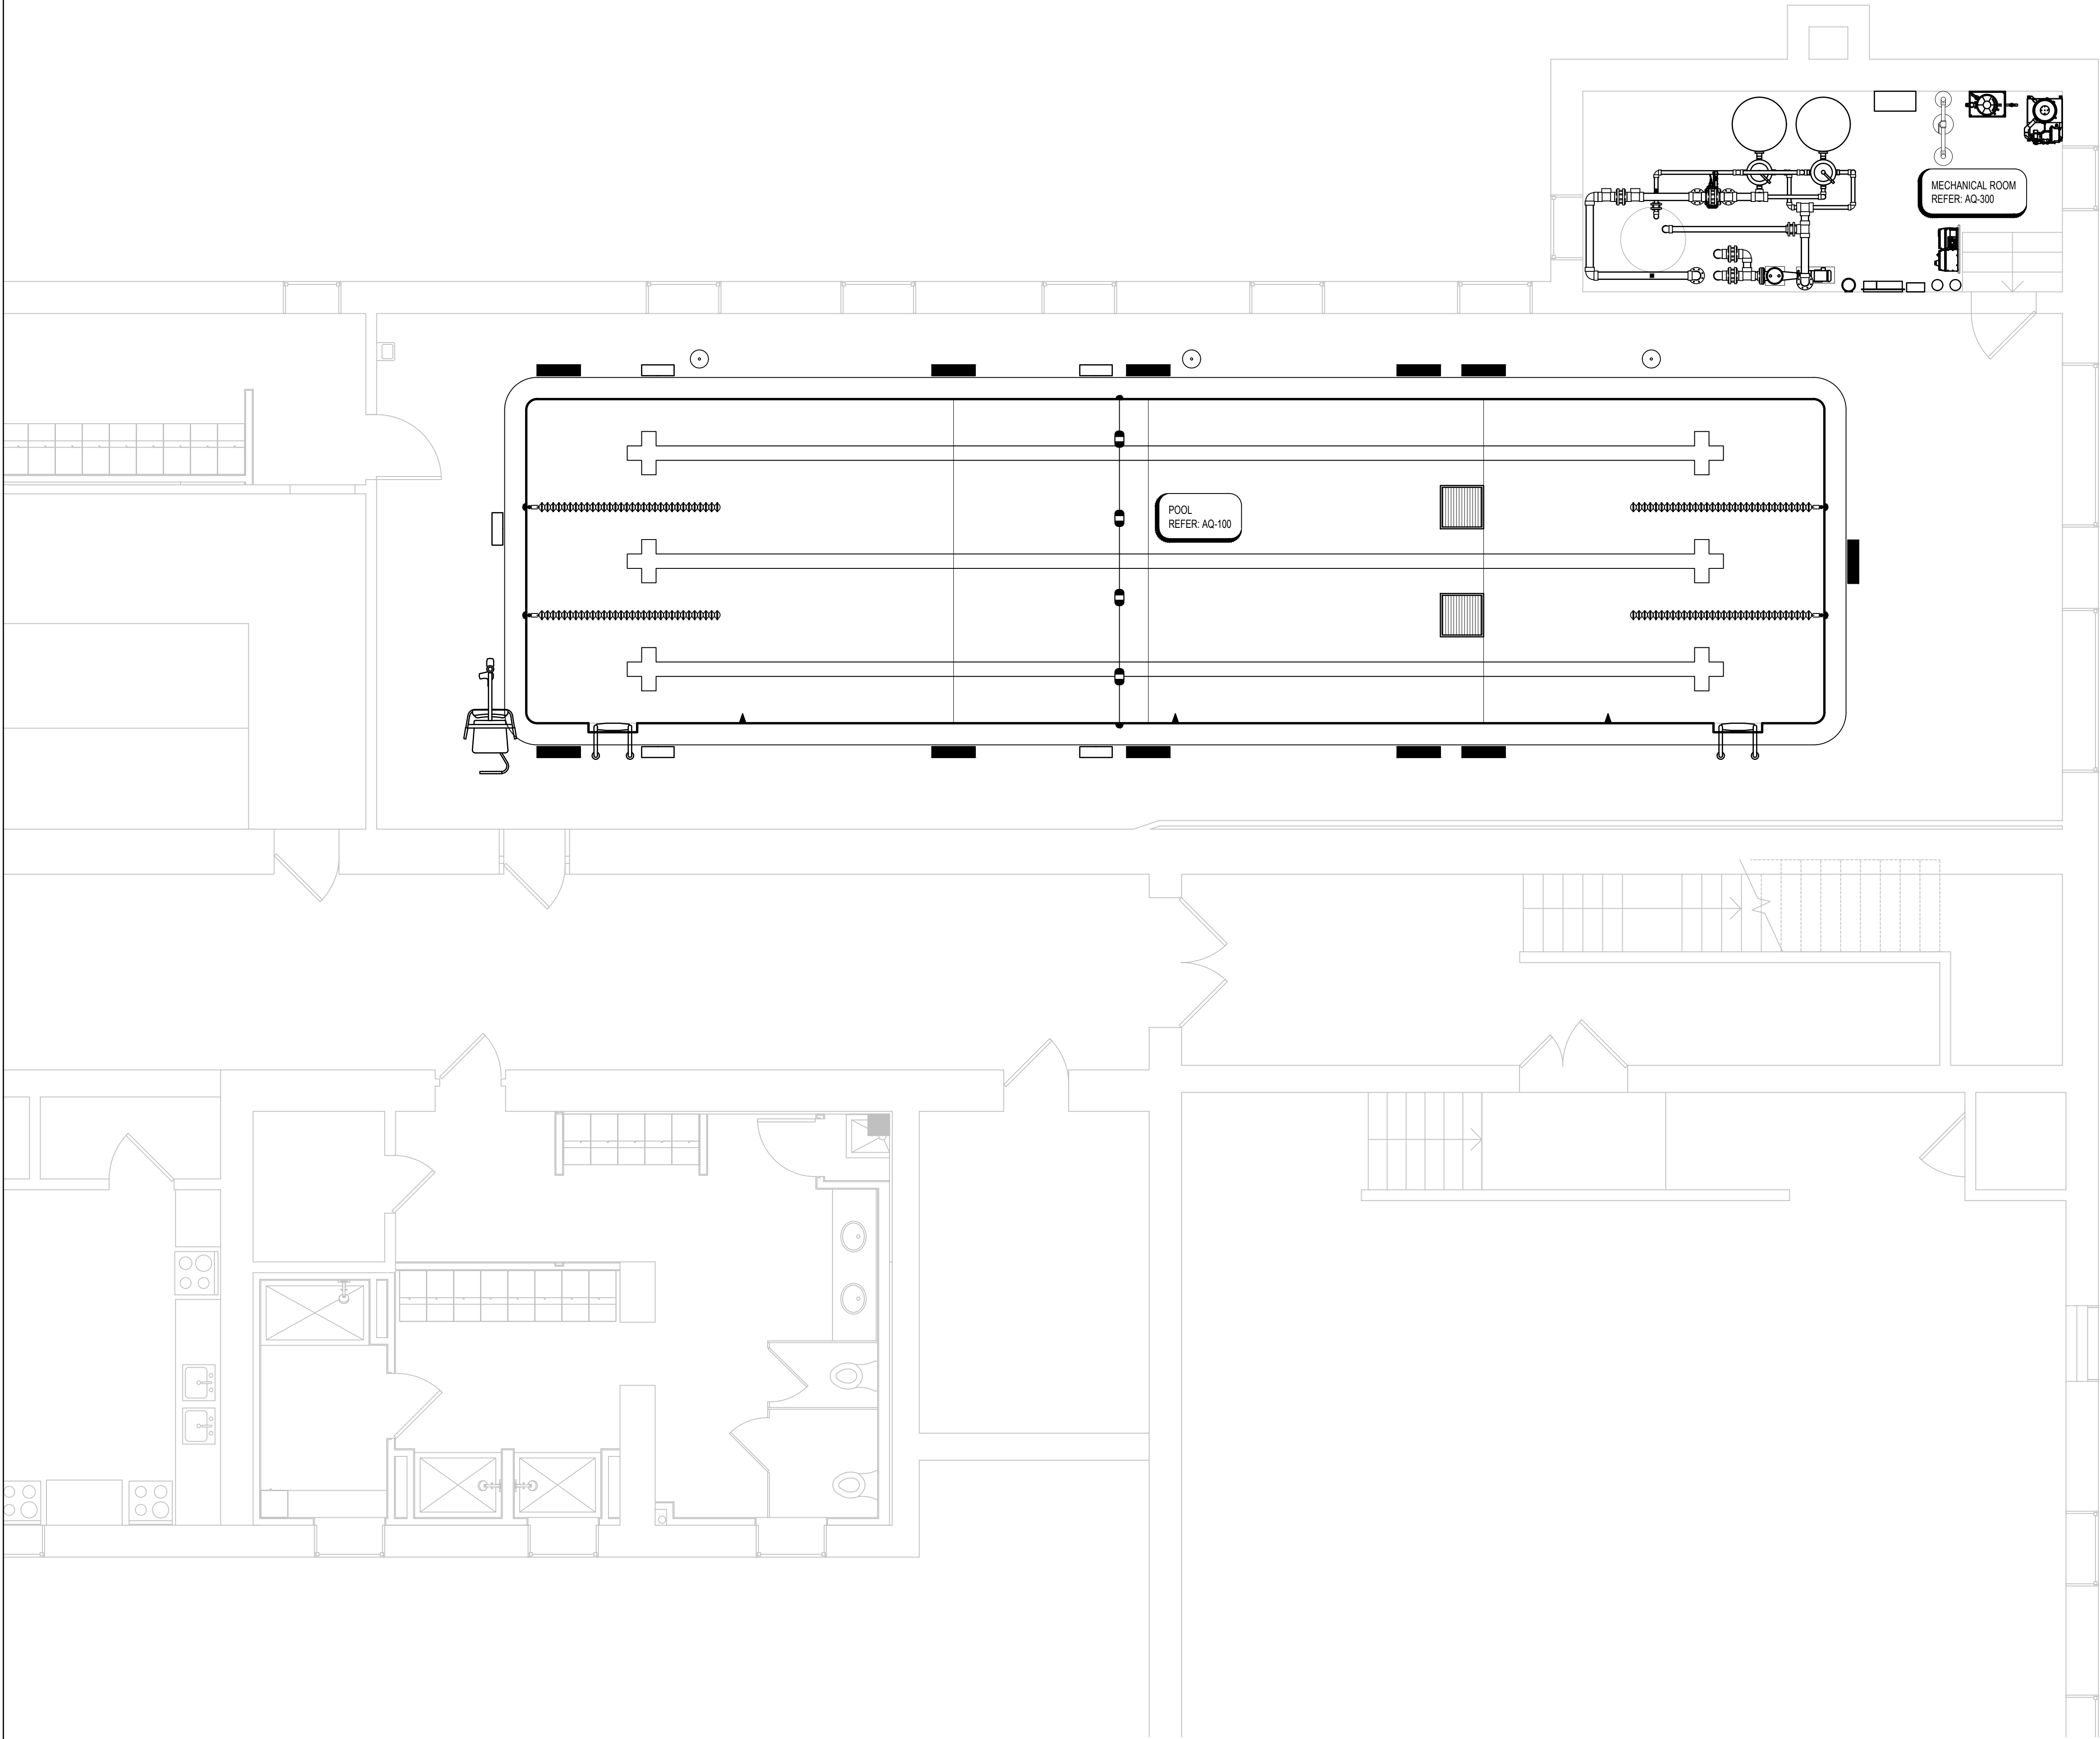 MECHANICAL ROOM
REFER: AQ-300
POOL
REFER: AQ-100